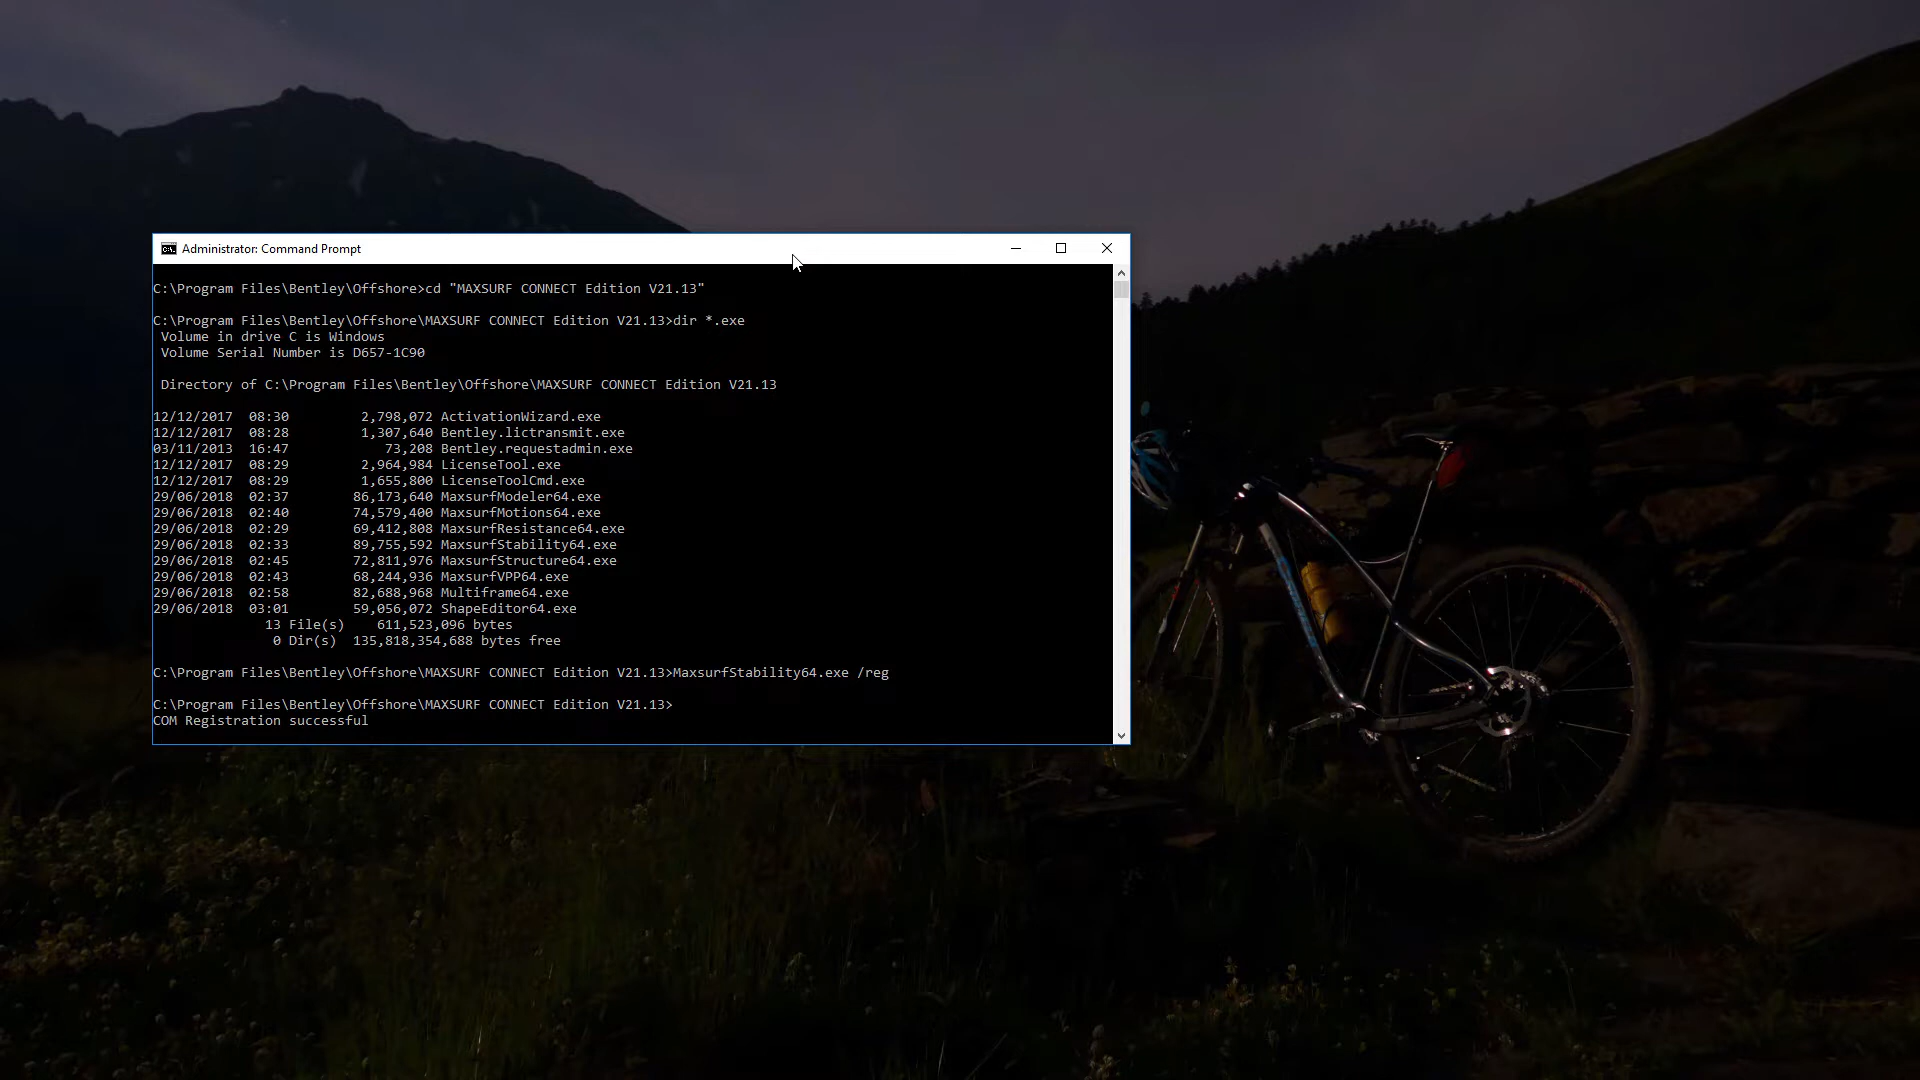 Administrator: Command Prompt
C:\Program Files\Bentley\Offshore>cd "MAXSURF CONNECT Edition V21.13"
C:\Program Files\Bentley\Offshore\MAXSURF CONNECT Edition V21.13>dir *.exe
Volume in drive C is Windows
Volume Serial Number is D657-1C90
Directory of C:\Program Files\Bentley\Offshore\MAXSURF CONNECT Edition V21.13
12/12/2017  08:30         2,798,072 ActivationWizard.exe
12/12/2017  08:28         1,307,640 Bentley.lictransmit.exe
03/11/2013  16:47            73,208 Bentley.requestadmin.exe
12/12/2017  08:29         2,964,984 LicenseTool.exe
12/12/2017  08:29         1,655,800 LicenseToolCmd.exe
29/06/2018  02:37        86,173,640 MaxsurfModeler64.exe
29/06/2018  02:40        74,579,400 MaxsurfMotions64.exe
29/06/2018  02:29        69,412,808 MaxsurfResistance64.exe
29/06/2018  02:33        89,755,592 MaxsurfStability64.exe
29/06/2018  02:45        72,811,976 MaxsurfStructure64.exe
29/06/2018  02:43        68,244,936 MaxsurfVPP64.exe
29/06/2018  02:58        82,688,968 Multiframe64.exe
29/06/2018  03:01        59,056,072 ShapeEditor64.exe
13 File(s)    611,523,096 bytes
0 Dir(s)  135,818,354,688 bytes free
C:\Program Files\Bentley\Offshore\MAXSURF CONNECT Edition V21.13>MaxsurfStability64.exe /reg
C:\Program Files\Bentley\Offshore\MAXSURF CONNECT Edition V21.13>
COM Registration successful